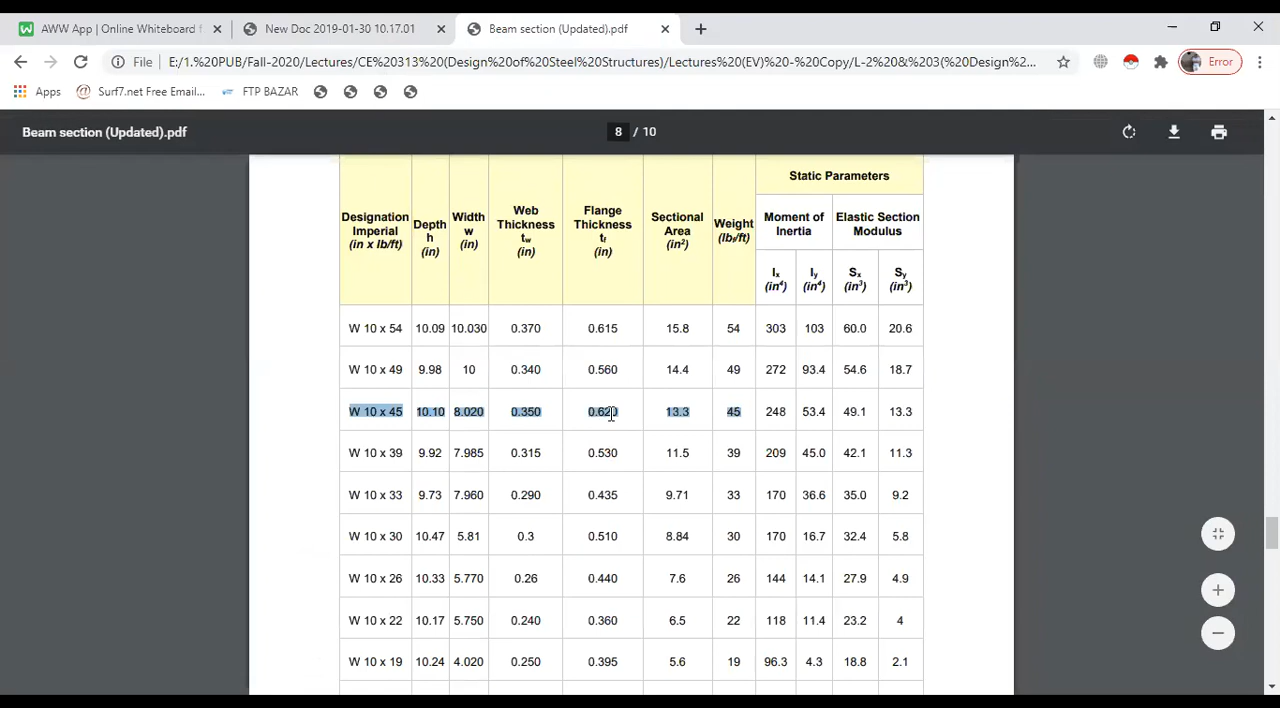 AWW App | Online Whiteboard
New Doc 2019-01-30 10.17.01
Beam section (Updated).pdf
File E:/1.%20PUB/Fall-2020/Lectures/CE%20213%20(Design%20of%20Steel%20Structures)/Lectures%20(EV)%20-%20Copy/L-2%20&%203(%20Design%2...
Error
Apps Surf7.net Free Email... FTP BAZAR
Beam section (Updated).pdf
8 / 10
Designation
Imperial
(in x lb/ft)
Depth
h
(in)
Width
w
(in)
Web
Thickness
tw
(in)
Flange
Thickness
tf
(in)
Sectional
Area
(in²)
Weight
(lbf/ft)
Static Parameters
Moment of
Inertia
Elastic Section
Modulus
Ix
(in⁴)
Iy
(in⁴)
Sx
(in³)
Sy
(in³)
W 10 x 54 10.09 10.030 0.370 0.615 15.8 54 303 103 60.0 20.6
W 10 x 49 9.98 10 0.340 0.560 14.4 49 272 93.4 54.6 18.7
W 10 x 45 10.10 8.020 0.350 0.620 13.3 45 248 53.4 49.1 13.3
W 10 x 39 9.92 7.985 0.315 0.530 11.5 39 209 45.0 42.1 11.3
W 10 x 33 9.73 7.960 0.290 0.435 9.71 33 170 36.6 35.0 9.2
W 10 x 30 10.47 5.81 0.3 0.510 8.84 30 170 16.7 32.4 5.8
W 10 x 26 10.33 5.770 0.26 0.440 7.6 26 144 14.1 27.9 4.9
W 10 x 22 10.17 5.750 0.240 0.360 6.5 22 118 11.4 23.2 4
W 10 x 19 10.24 4.020 0.250 0.395 5.6 19 96.3 4.3 18.8 2.1